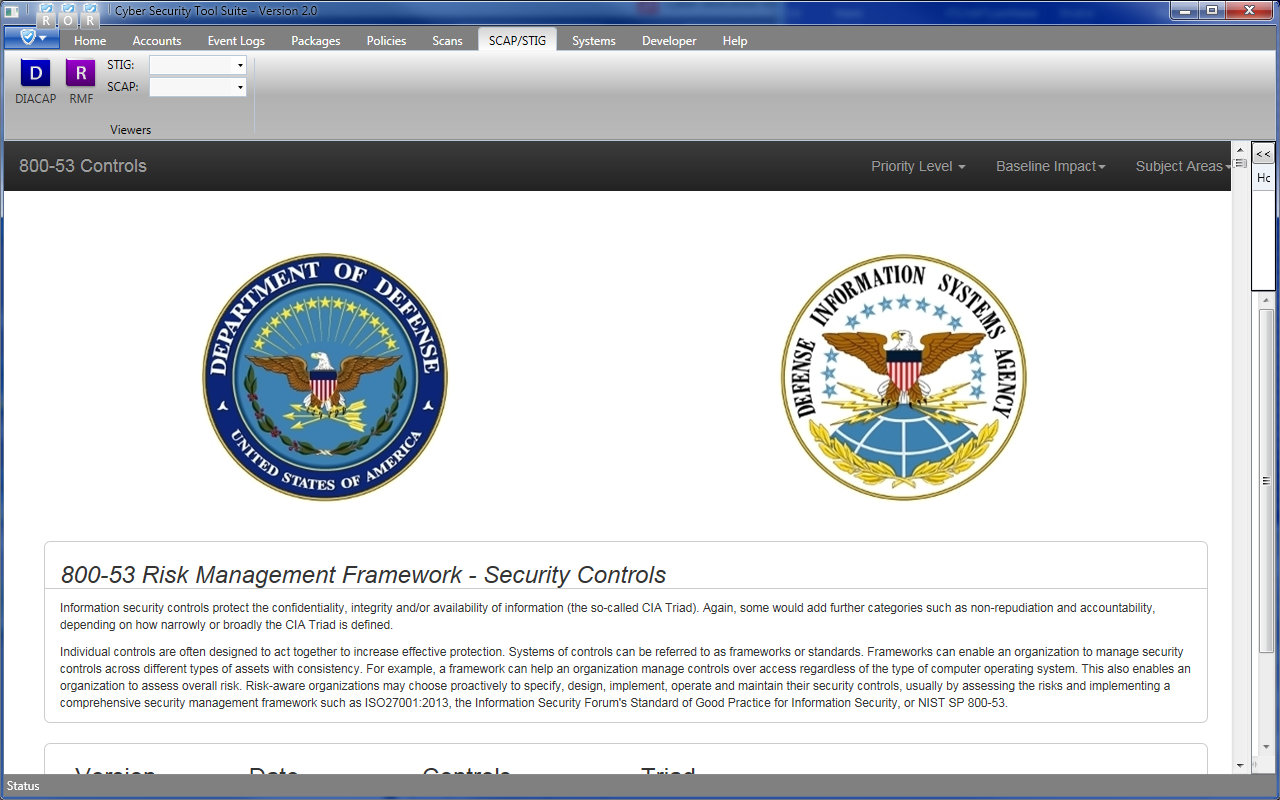 R O R
Cyber Security Tool Suite - Version 2.0
Home Accounts Event Logs Packages Policies Scans SCAP/STIG Systems Developer Help
D R STIG:
SCAP:
DIACAP RMF
Viewers
800-53 Controls Priority Level Baseline Impact Subject Areas
<<
Hc
DEPARTMENT OF DEFENSE
UNITED STATES OF AMERICA
DEFENSE INFORMATION SYSTEMS AGENCY
800-53 Risk Management Framework - Security Controls
Information security controls protect the confidentiality, integrity and/or availability of information (the so-called CIA Triad). Again, some would add further categories such as non-repudiation and accountability,
depending on how narrowly or broadly the CIA Triad is defined.
Individual controls are often designed to act together to increase effective protection. Systems of controls can be referred to as frameworks or standards. Frameworks can enable an organization to manage security
controls across different types of assets with consistency. For example, a framework can help an organization manage controls over access regardless of the type of computer operating system. This also enables an
organization to assess overall risk. Risk-aware organizations may choose proactively to specify, design, implement, operate and maintain their security controls, usually by assessing the risks and implementing a
comprehensive security management framework such as ISO27001:2013, the Information Security Forum's Standard of Good Practice for Information Security, or NIST SP 800-53.
Version Date Controls Triad
Status